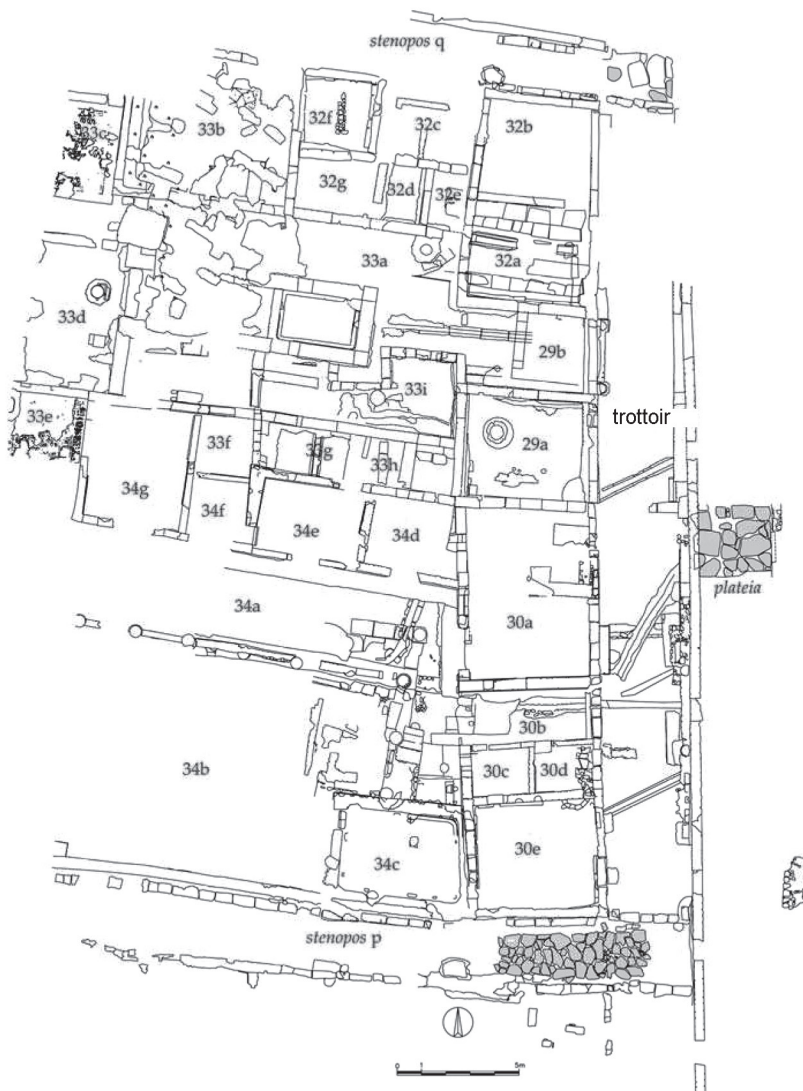 stenopos q
32f
32c
32b
33c
33b
32g
32d
32e
33a
32a
33d
29b
33i
trottoir
33e
33f
33g
33h
29a
34g
34f
34e
34d
plateia
34a
30a
30b
34b
30c
30d
34c
30e
stenopos p
0 1 5m